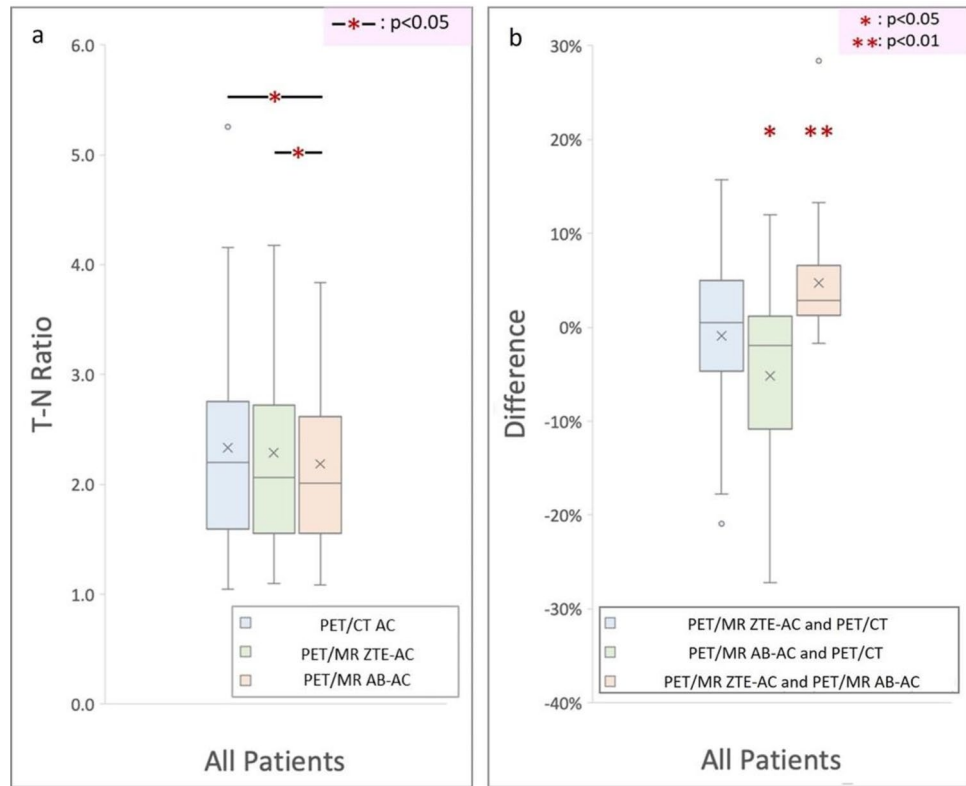 a
—*— : p<0.05
6.0
5.0
4.0
3.0
2.0
1.0
0.0
T-N Ratio
PET/CT AC
PET/MR ZTE-AC
PET/MR AB-AC
All Patients
b
* : p<0.05
**: p<0.01
30%
20%
10%
0%
-10%
-20%
-30%
-40%
Difference
* **
PET/MR ZTE-AC and PET/CT
PET/MR AB-AC and PET/CT
PET/MR ZTE-AC and PET/MR AB-AC
All Patients